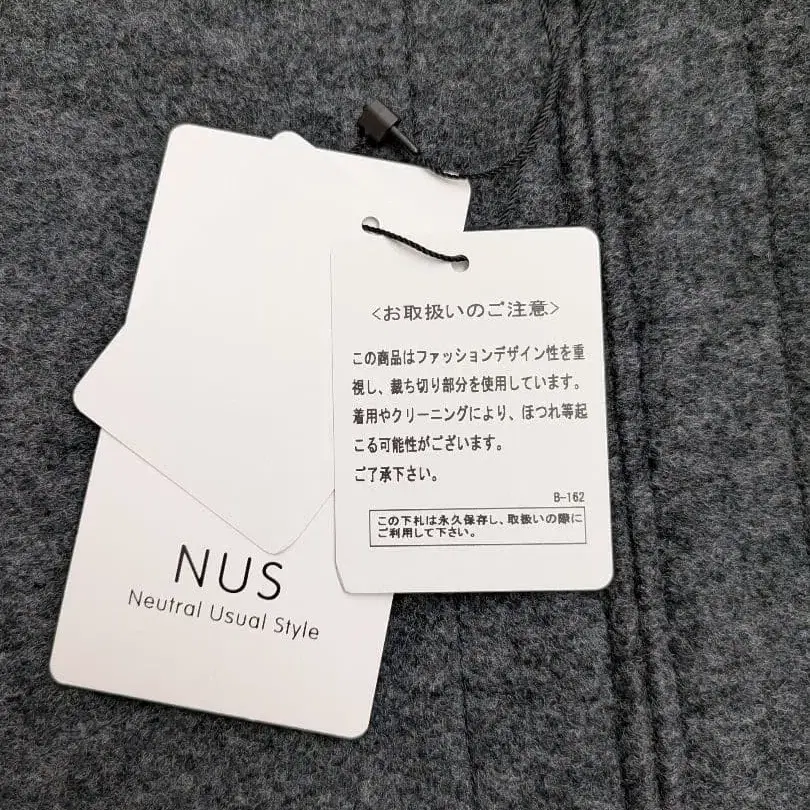 <お取扱いのご注意>
この商品はファッションデザイン性を重
視し、裁ち切り部分を使用しています。
着用やクリーニングにより、ほつれ等起
こる可能性がございます。
ご了承下さい。
B-162
この下札は永久保存し、取扱いの際に
ご利用して下さい。
NUS
Neutral Usual Style